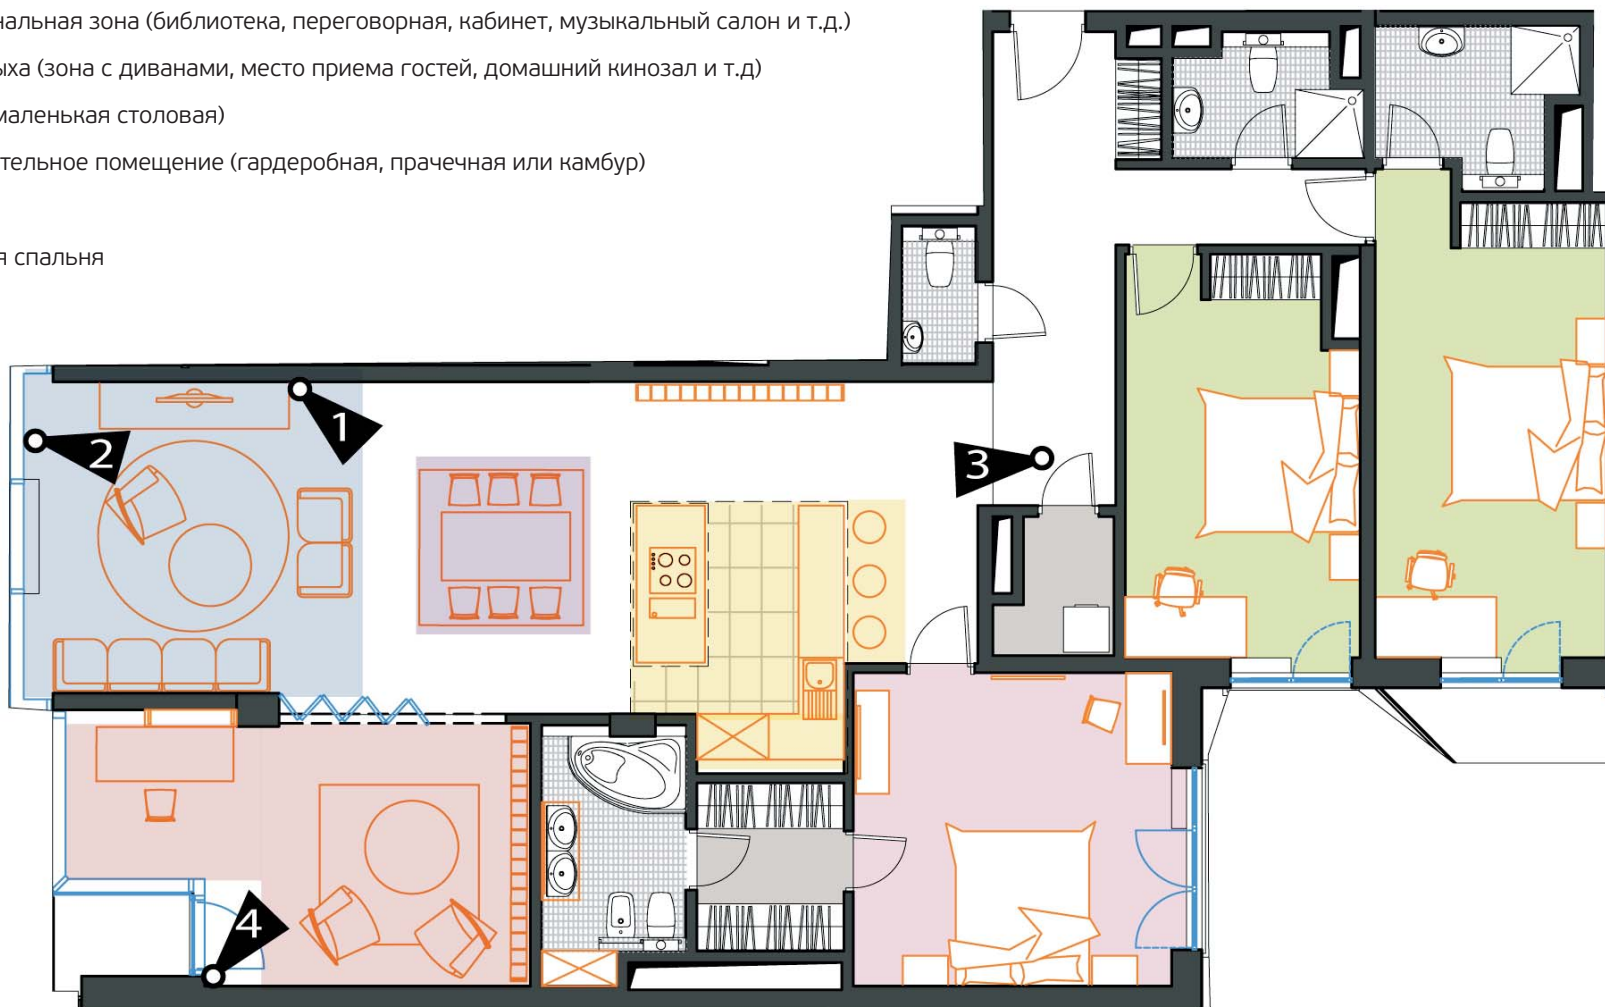 нальная зона (библиотека, переговорная, кабинет, музыкальный салон и т.д.)
ыха (зона с диванами, место приема гостей, домашний кинозал и т.д)
маленькая столовая)
тельное помещение (гардеробная, прачечная или камбур)
я спальня
1
2
3
4